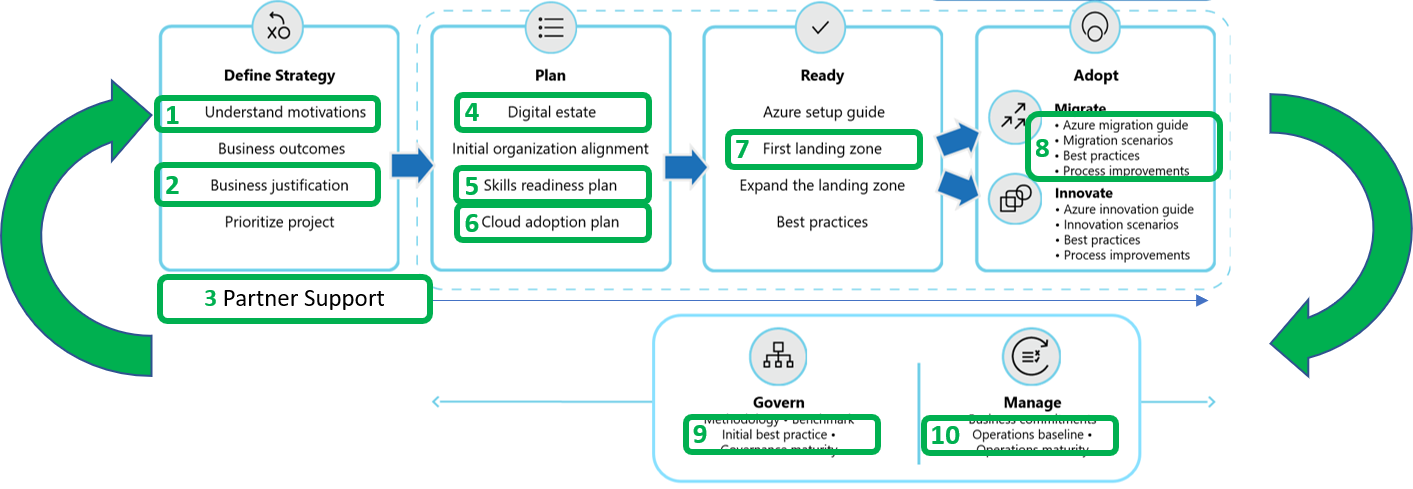 Define Strategy
1 Understand motivations
Business outcomes
2 Business justification
Prioritize project
3 Partner Support
Plan
4 Digital estate
Initial organization alignment
5 Skills readiness plan
6 Cloud adoption plan
Ready
Azure setup guide
7 First landing zone
Expand the landing zone
Best practices
Adopt
Migrate
8
• Azure migration guide
• Migration scenarios
• Best practices
• Process improvements
Innovate
• Azure innovation guide
• Innovation scenarios
• Best practices
• Process improvements
Govern
Methodology • Benchmark
9 Initial best practice •
Governance maturity
Manage
Business commitments
10 Operations baseline •
Operations maturity